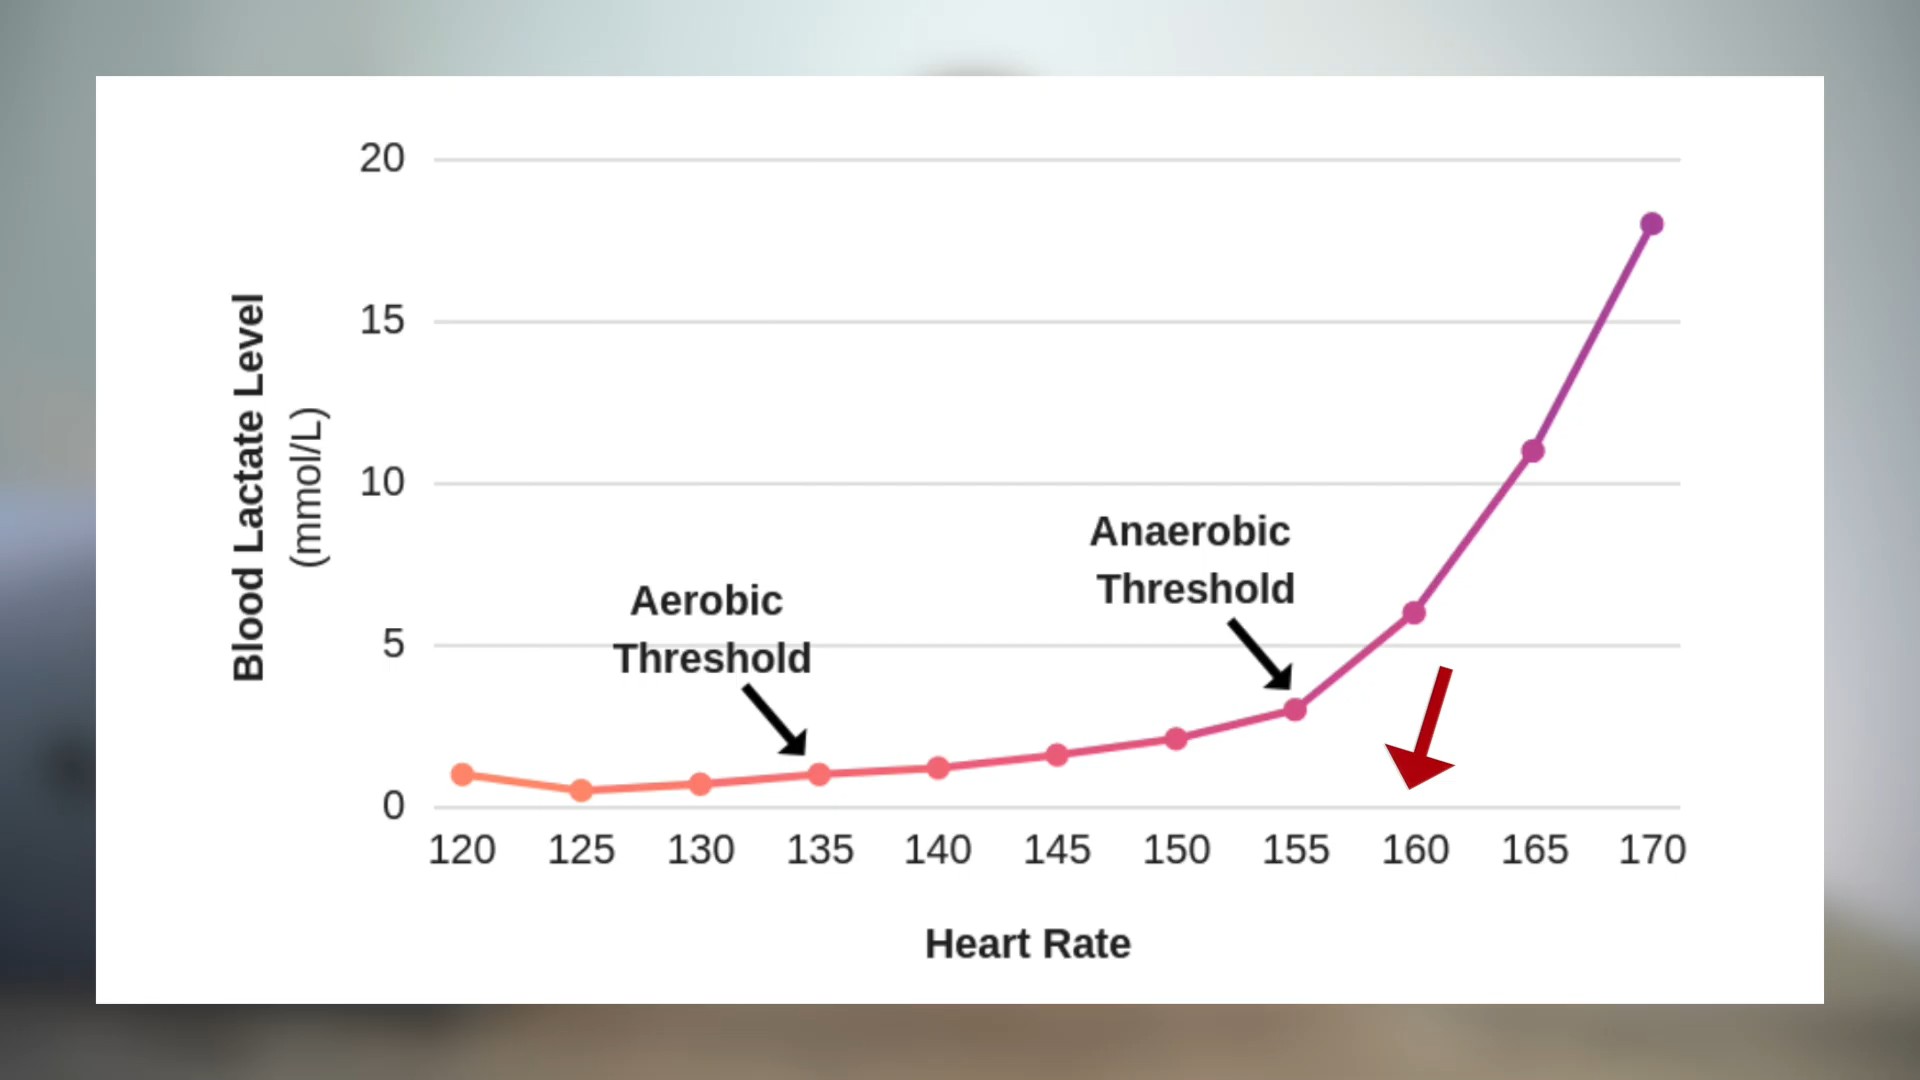 20
15
10
5
0
Blood Lactate Level
(mmol/L)
Aerobic
Threshold
Anaerobic
Threshold
120 125 130 135 140 145 150 155 160 165 170
Heart Rate